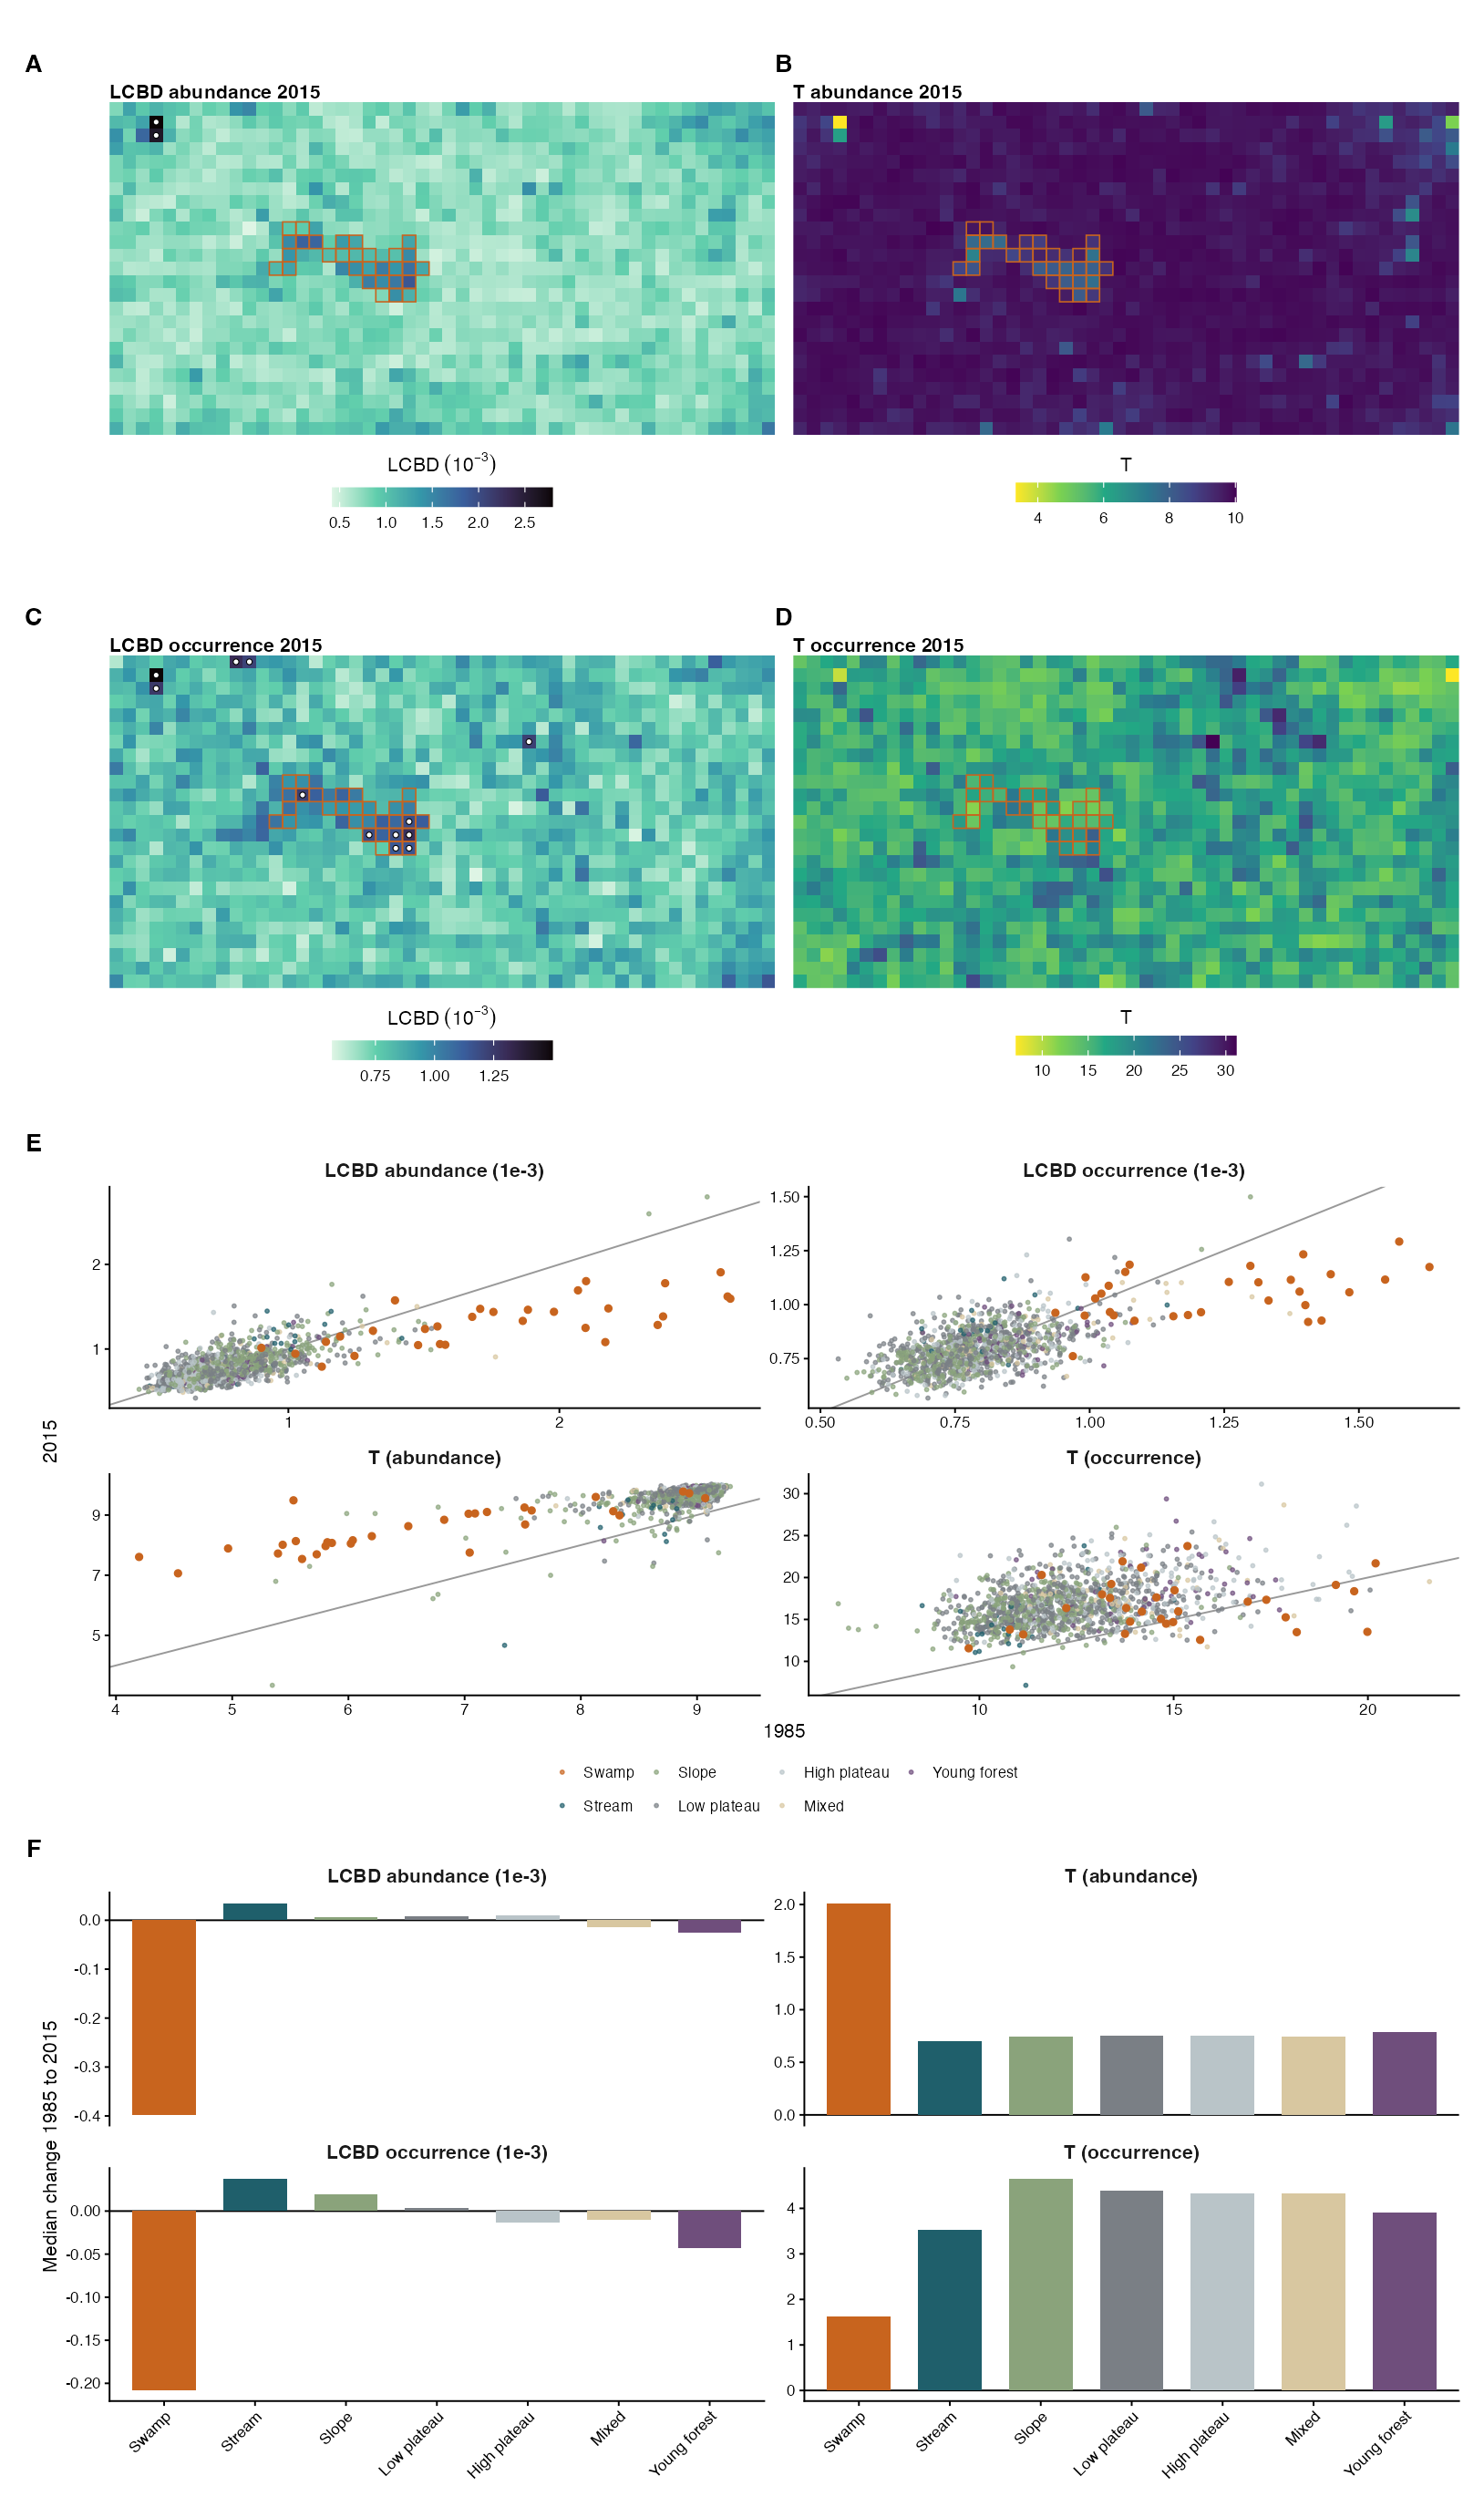 A
B
LCBD abundance 2015
T abundance 2015
LCBD (10−3)
T
0.5 1.0 1.5 2.0 2.5
4 6 8 10
C
D
LCBD occurrence 2015
T occurrence 2015
LCBD (10−3)
T
0.75 1.00 1.25
10 15 20 25 30
E
LCBD abundance (1e-3)
LCBD occurrence (1e-3)
2
1
1 2
1.50
1.25
1.00
0.75
0.50 0.75 1.00 1.25 1.50
2015
T (abundance)
T (occurrence)
9
7
5
4 5 6 7 8 9
30
25
20
15
10
10 15 20
1985
Swamp Slope High plateau Young forest
Stream Low plateau Mixed
F
LCBD abundance (1e-3)
T (abundance)
0.0
-0.1
-0.2
-0.3
-0.4
2.0
1.5
1.0
0.5
0.0
Median change 1985 to 2015
LCBD occurrence (1e-3)
T (occurrence)
0.00
-0.05
-0.10
-0.15
-0.20
4
3
2
1
0
Swamp Stream Slope Low plateau High plateau Mixed Young forest
Swamp Stream Slope Low plateau High plateau Mixed Young forest